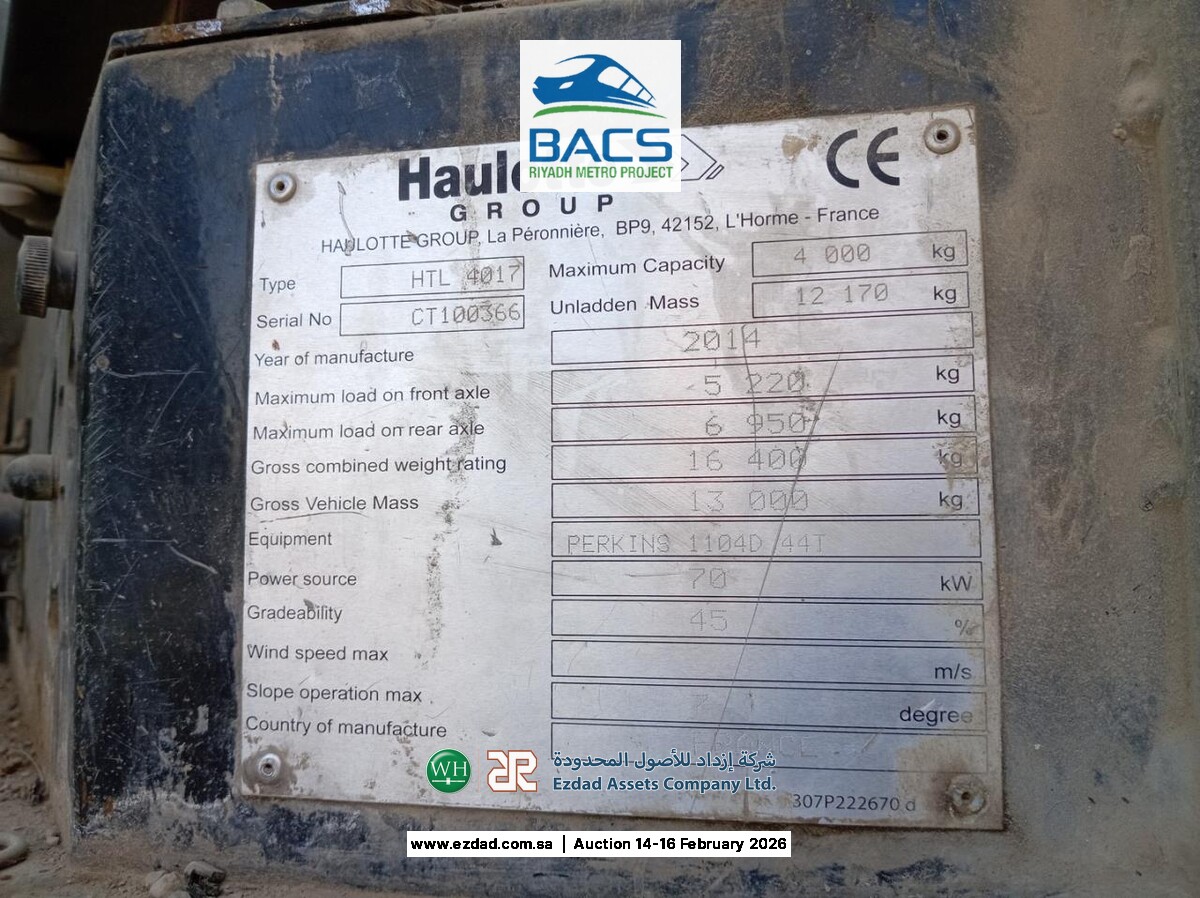 BACS
RIYADH METRO PROJECT
Haulotte
GROUP
CE
HAULOTTE GROUP, La Péronnière, BP9, 42152, L'Horme - France
Type HTL 4017
Maximum Capacity 4 000 kg
Serial No CT100366
Unladden Mass 12 170 kg
Year of manufacture 2014
Maximum load on front axle 5 220 kg
Maximum load on rear axle 6 950 kg
Gross combined weight rating 16 400 kg
Gross Vehicle Mass 13 000 kg
Equipment PERKINS 1104D 44T
Power source 70 kW
Gradeability 45 %
Wind speed max m/s
Slope operation max degree
Country of manufacture FRANCE
WH
شركة إزداد للأصول المحدودة
Ezdad Assets Company Ltd.
307P222670 d
www.ezdad.com.sa | Auction 14-16 February 2026